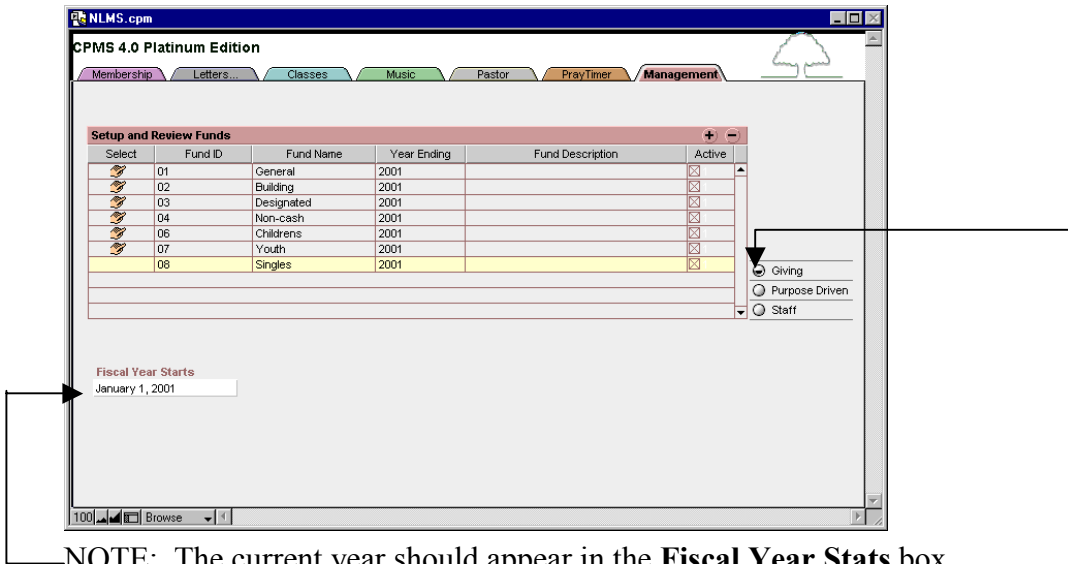 NLMS.cpm
CPMS 4.0 Platinum Edition
Membership Letters... Classes Music Pastor PrayTimer Management
Setup and Review Funds
Select Fund ID Fund Name Year Ending Fund Description Active
01 General 2001
02 Building 2001
03 Designated 2001
04 Non-cash 2001
06 Childrens 2001
07 Youth 2001
08 Singles 2001
Giving
Purpose Driven
Staff
Fiscal Year Starts
January 1, 2001
100 Browse
NOTE: The current year should appear in the Fiscal Year Stats box